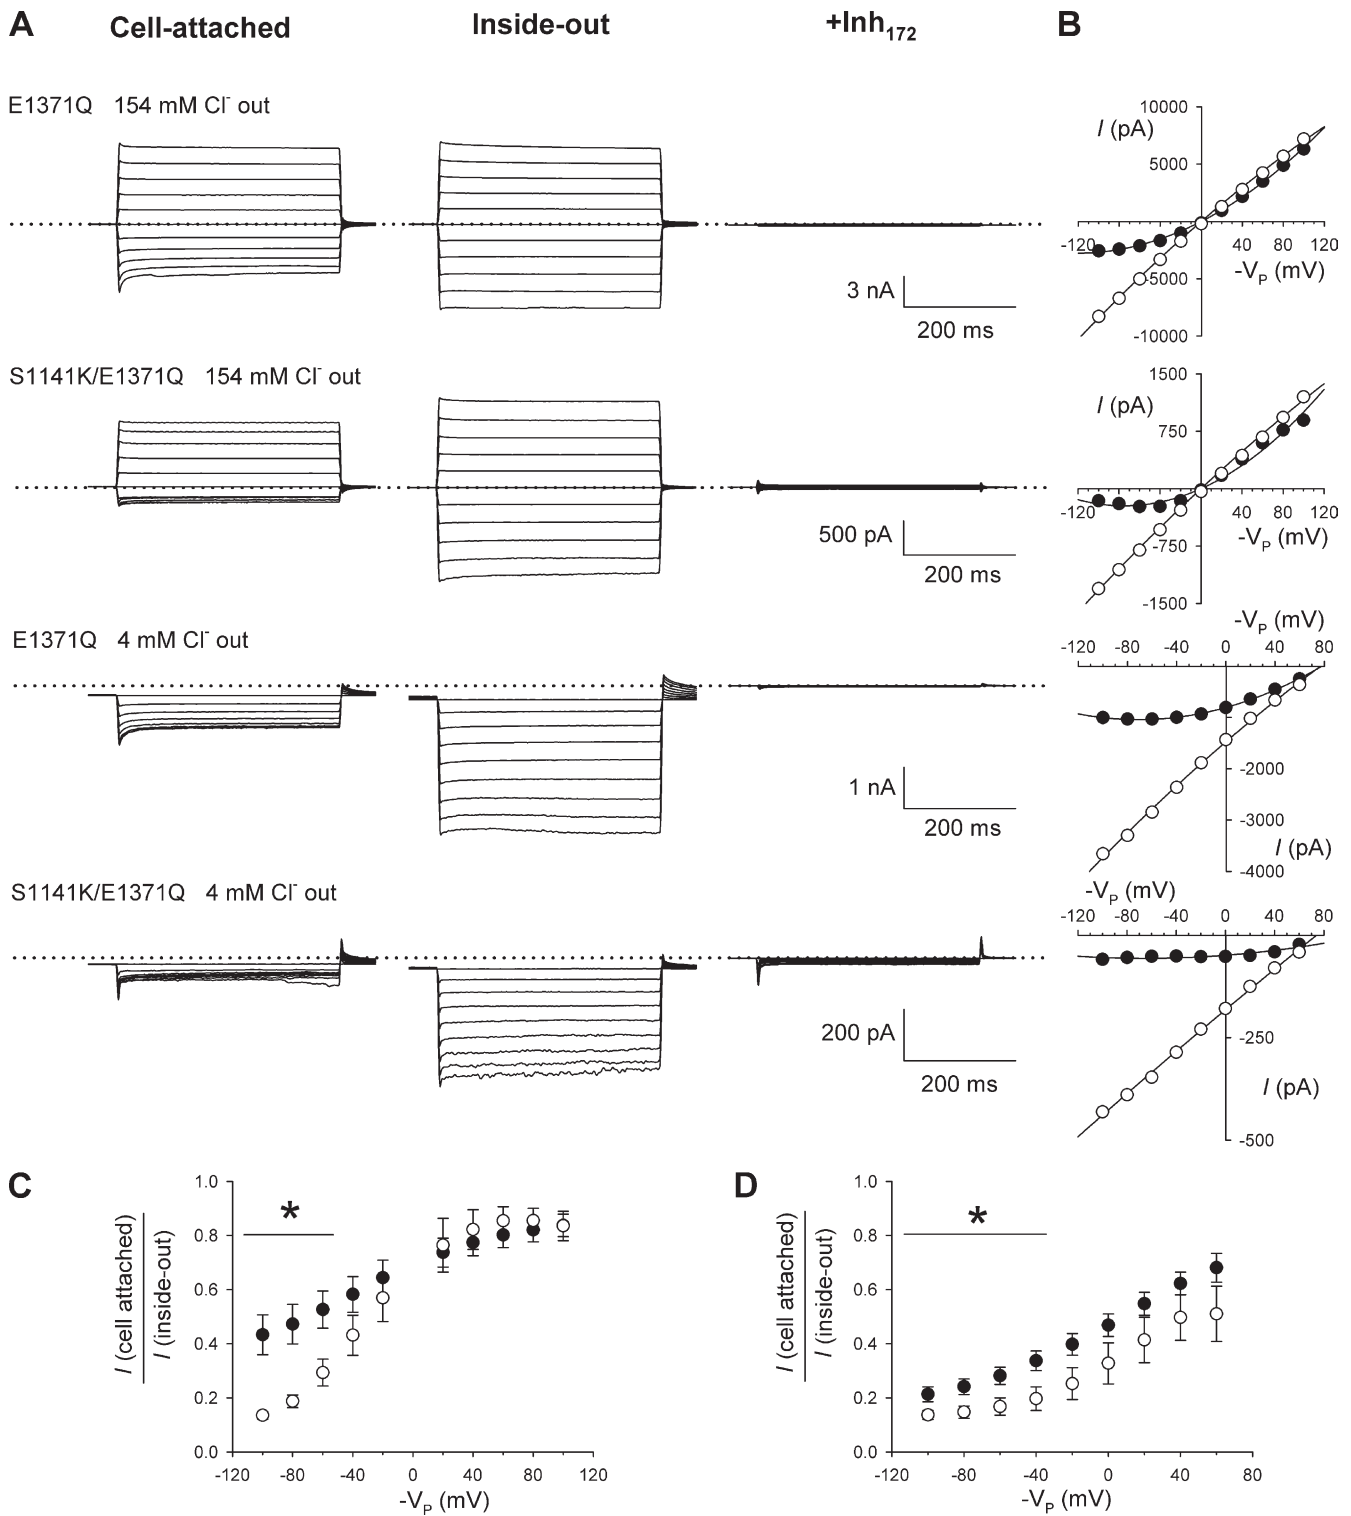 A Cell-attached Inside-out +Inh172 B
E1371Q 154 mM Cl- out
3 nA
200 ms
10000
I (pA)
5000
-120 40 80 120
-VP (mV)
-5000
-10000
S1141K/E1371Q 154 mM Cl- out
500 pA
200 ms
1500
I (pA)
750
-120 40 80 120
-VP (mV)
-750
-1500
E1371Q 4 mM Cl- out
1 nA
200 ms
-VP (mV)
-120 -80 -40 0 40 80
-2000
-3000
I (pA)
-4000
S1141K/E1371Q 4 mM Cl- out
200 pA
200 ms
-VP (mV)
-120 -80 -40 0 40 80
-250
I (pA)
-500
C
I (cell attached)
I (inside-out)
1.0
0.8
0.6
0.4
0.2
0.0
*
-120 -80 -40 0 40 80 120
-VP (mV)
D
I (cell attached)
I (inside-out)
1.0
0.8
0.6
0.4
0.2
0.0
*
-120 -80 -40 0 40 80
-VP (mV)